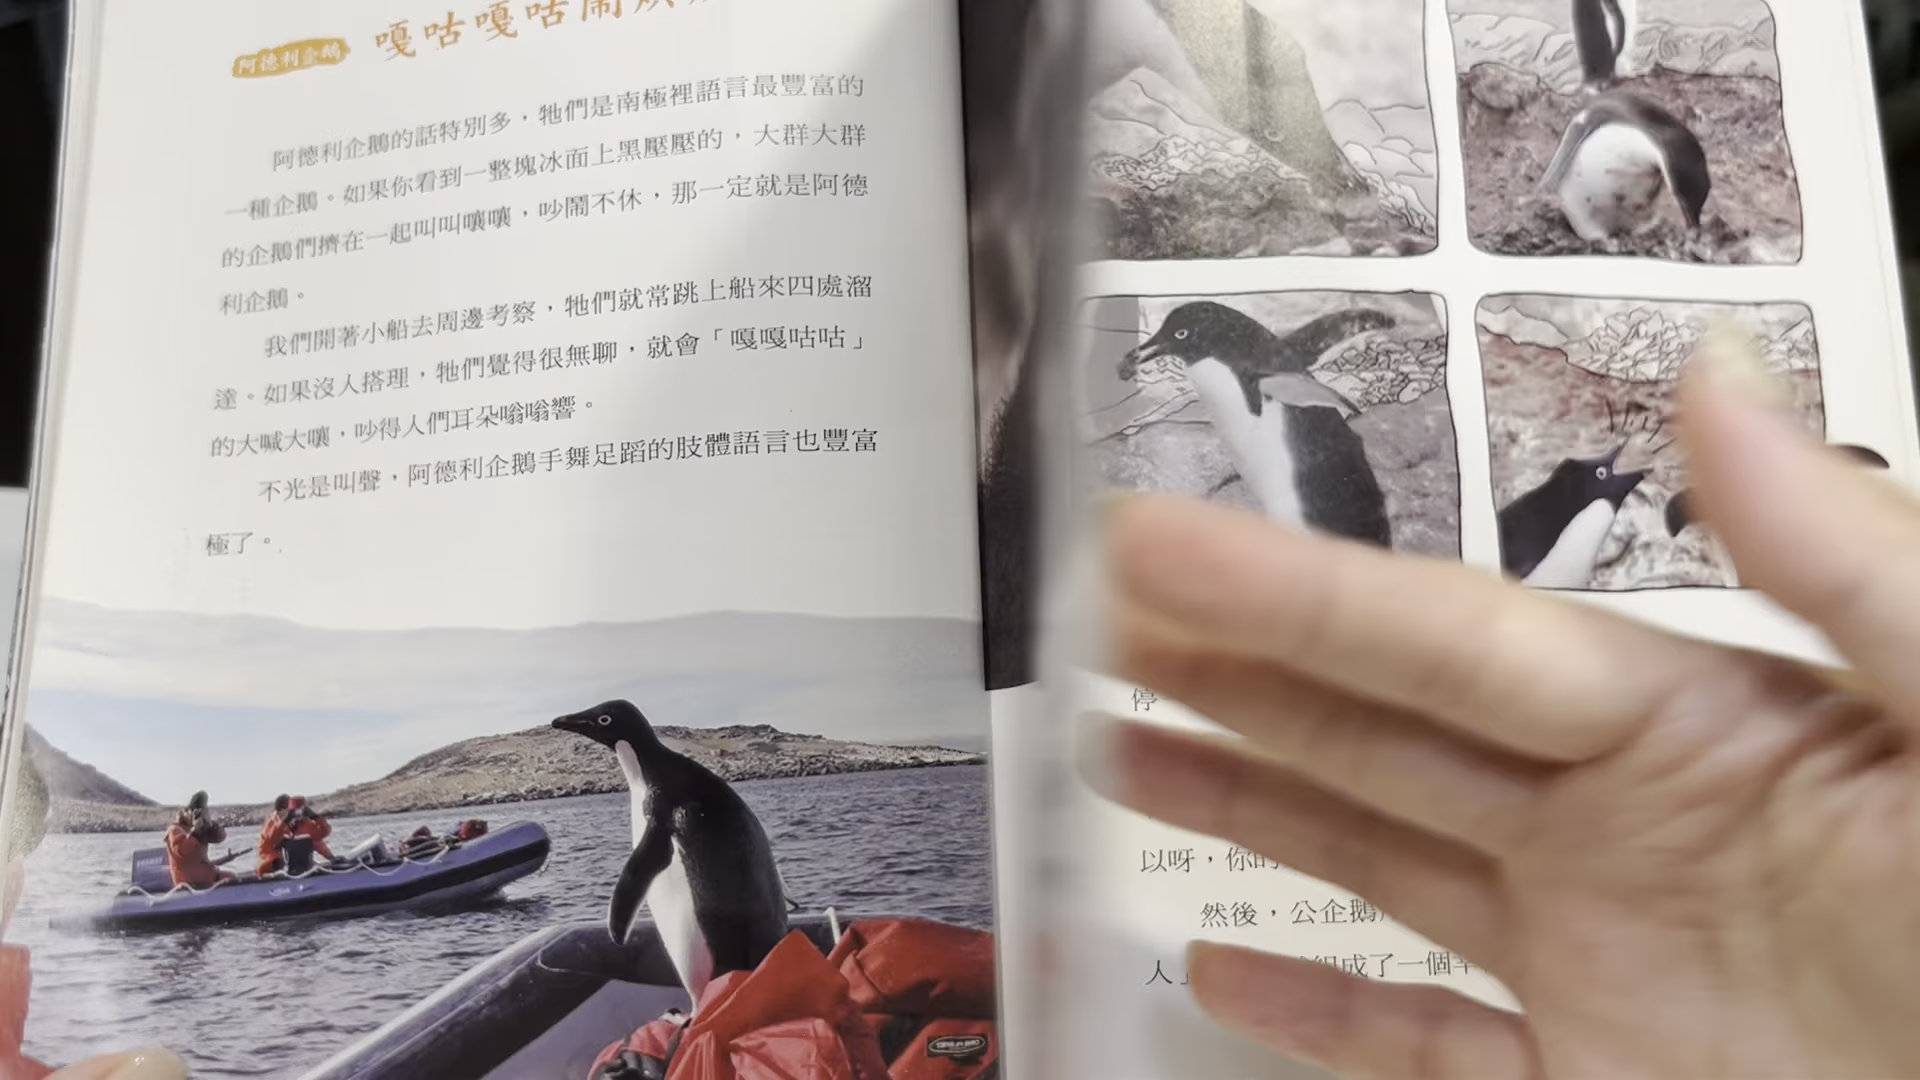 阿德利企鵝
嘎咕嘎咕鬧
阿德利企鵝的話特別多，牠們是南極裡語言最豐富的
一種企鵝。如果你看到一整塊冰面上黑壓壓的，大群大群
的企鵝們擠在一起叫叫嚷嚷，吵鬧不休，那一定就是阿德
利企鵝。
我們開著小船去周邊考察，牠們就常跳上船來四處溜
達。如果沒人搭理，牠們覺得很無聊，就會「嘎嘎咕咕」
的大喊大嚷，吵得人們耳朵嗡嗡響。
不光是叫聲，阿德利企鵝手舞足蹈的肢體語言也豐富
極了。
停
以呀，你的
然後，公企鵝
人」
組成了一個